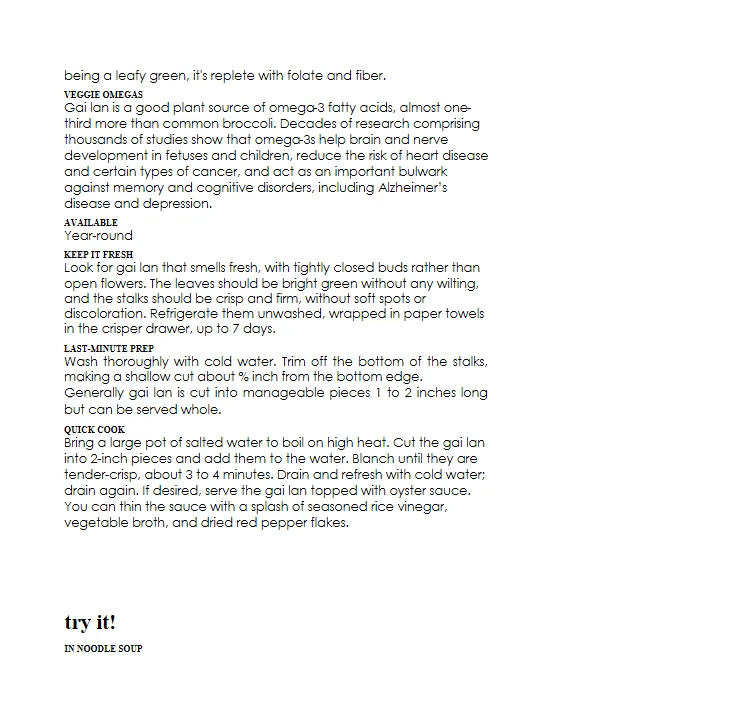 being a leafy green, it's replete with folate and fiber.
VEGGIE OMEGAS
Gai lan is a good plant source of omega-3 fatty acids, almost one-
third more than common broccoli. Decades of research comprising
thousands of studies show that omega-3s help brain and nerve
development in fetuses and children, reduce the risk of heart disease
and certain types of cancer, and act as an important bulwark
against memory and cognitive disorders, including Alzheimer's
disease and depression.
AVAILABLE
Year-round
KEEP IT FRESH
Look for gai lan that smells fresh, with tightly closed buds rather than
open flowers. The leaves should be bright green without any wilting,
and the stalks should be crisp and firm, without soft spots or
discoloration. Refrigerate them unwashed, wrapped in paper towels
in the crisper drawer, up to 7 days.
LAST-MINUTE PREP
Wash thoroughly with cold water. Trim off the bottom of the stalks,
making a shallow cut about % inch from the bottom edge.
Generally gai lan is cut into manageable pieces 1 to 2 inches long
but can be served whole.
QUICK COOK
Bring a large pot of salted water to boil on high heat. Cut the gai lan
into 2-inch pieces and add them to the water. Blanch until they are
tender-crisp, about 3 to 4 minutes. Drain and refresh with cold water;
drain again. If desired, serve the gai lan topped with oyster sauce.
You can thin the sauce with a splash of seasoned rice vinegar,
vegetable broth, and dried red pepper flakes.
try it!
IN NOODLE SOUP